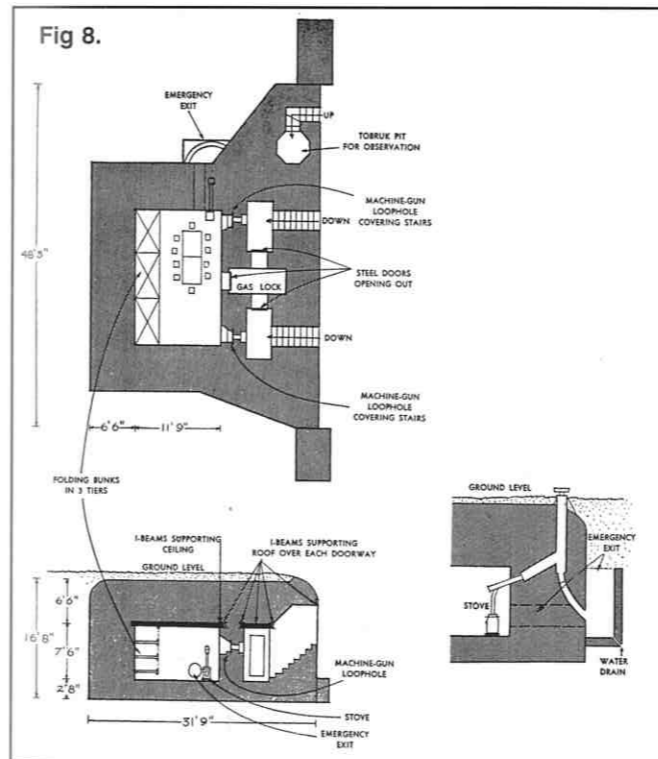 Fig 8.
EMERGENCY
EXIT
UP
TOBRUK PIT
FOR OBSERVATION
MACHINE-GUN
LOOPHOLE
COVERING STAIRS
DOWN
STEEL DOORS
OPENING OUT
GAS LOCK
DOWN
MACHINE-GUN
LOOPHOLE
COVERING STAIRS
6'6"
11'9"
FOLDING BUNKS
IN 3 TIERS
I-BEAMS SUPPORTING
CEILING
I-BEAMS SUPPORTING
ROOF OVER EACH DOORWAY
GROUND LEVEL
6'6"
16'8"
7'6"
2'8"
MACHINE-GUN
LOOPHOLE
31'9"
STOVE
EMERGENCY
EXIT
GROUND LEVEL
EMERGENCY
EXIT
STOVE
WATER
DRAIN